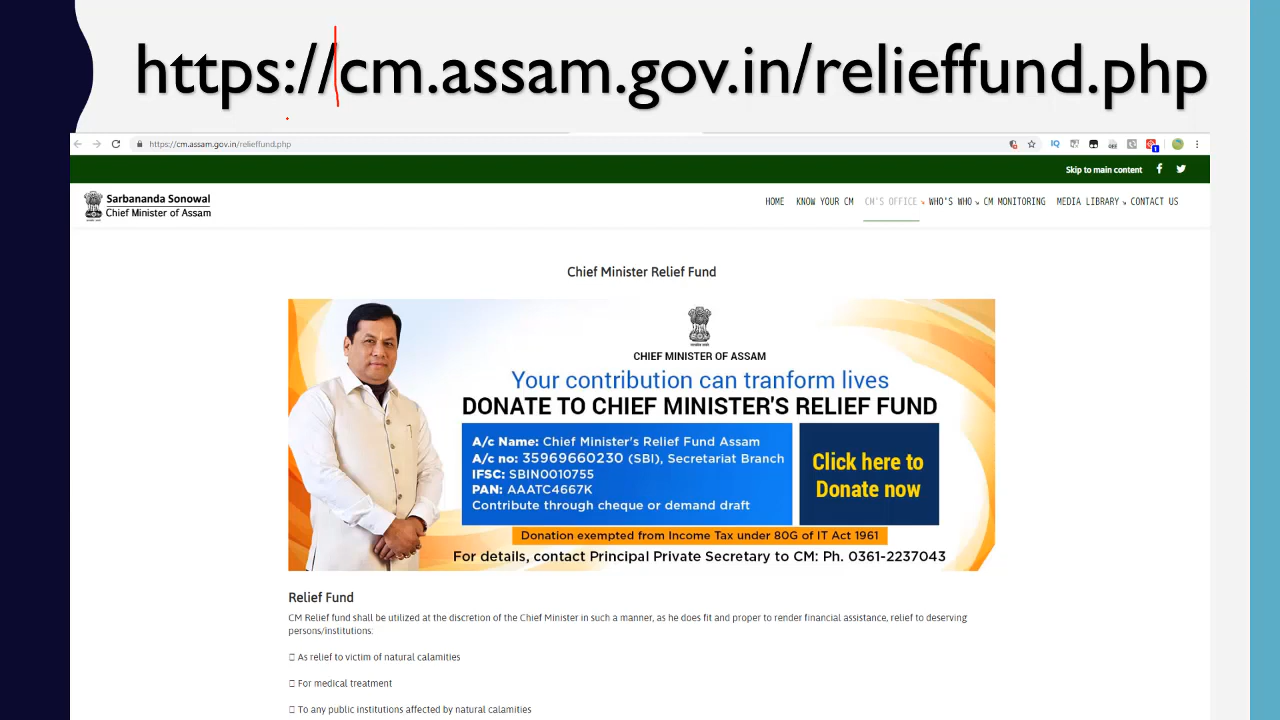 https://cm.assam.gov.in/relieffund.php
https://cm.assam.gov.in/relieffund.php
Skip to main content
Sarbananda Sonowal
Chief Minister of Assam
HOME KNOW YOUR CM CM'S OFFICE WHO'S WHO CM MONITORING MEDIA LIBRARY CONTACT US
Chief Minister Relief Fund
CHIEF MINISTER OF ASSAM
Your contribution can tranform lives
DONATE TO CHIEF MINISTER'S RELIEF FUND
A/c Name: Chief Minister's Relief Fund Assam
A/c no: 35969660230 (SBI), Secretariat Branch
IFSC: SBIN0010755
PAN: AAATC4667K
Contribute through cheque or demand draft
Click here to
Donate now
Donation exempted from Income Tax under 80G of IT Act 1961
For details, contact Principal Private Secretary to CM: Ph. 0361-2237043
Relief Fund
CM Relief fund shall be utilized at the discretion of the Chief Minister in such a manner, as he does fit and proper to render financial assistance, relief to deserving
persons/institutions:
As relief to victim of natural calamities
For medical treatment
To any public institutions affected by natural calamities